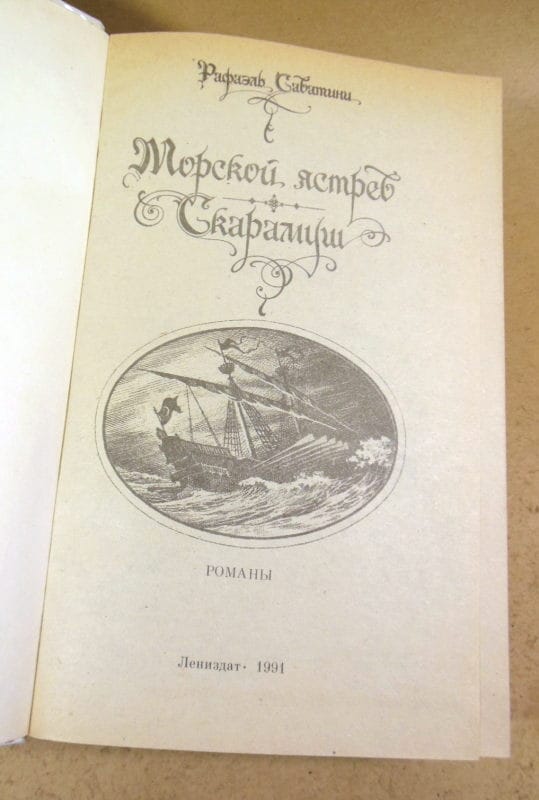 Рафаэль Сабатини
Морской ястреб
Скарамуш
РОМАНЫ
Лениздат · 1991